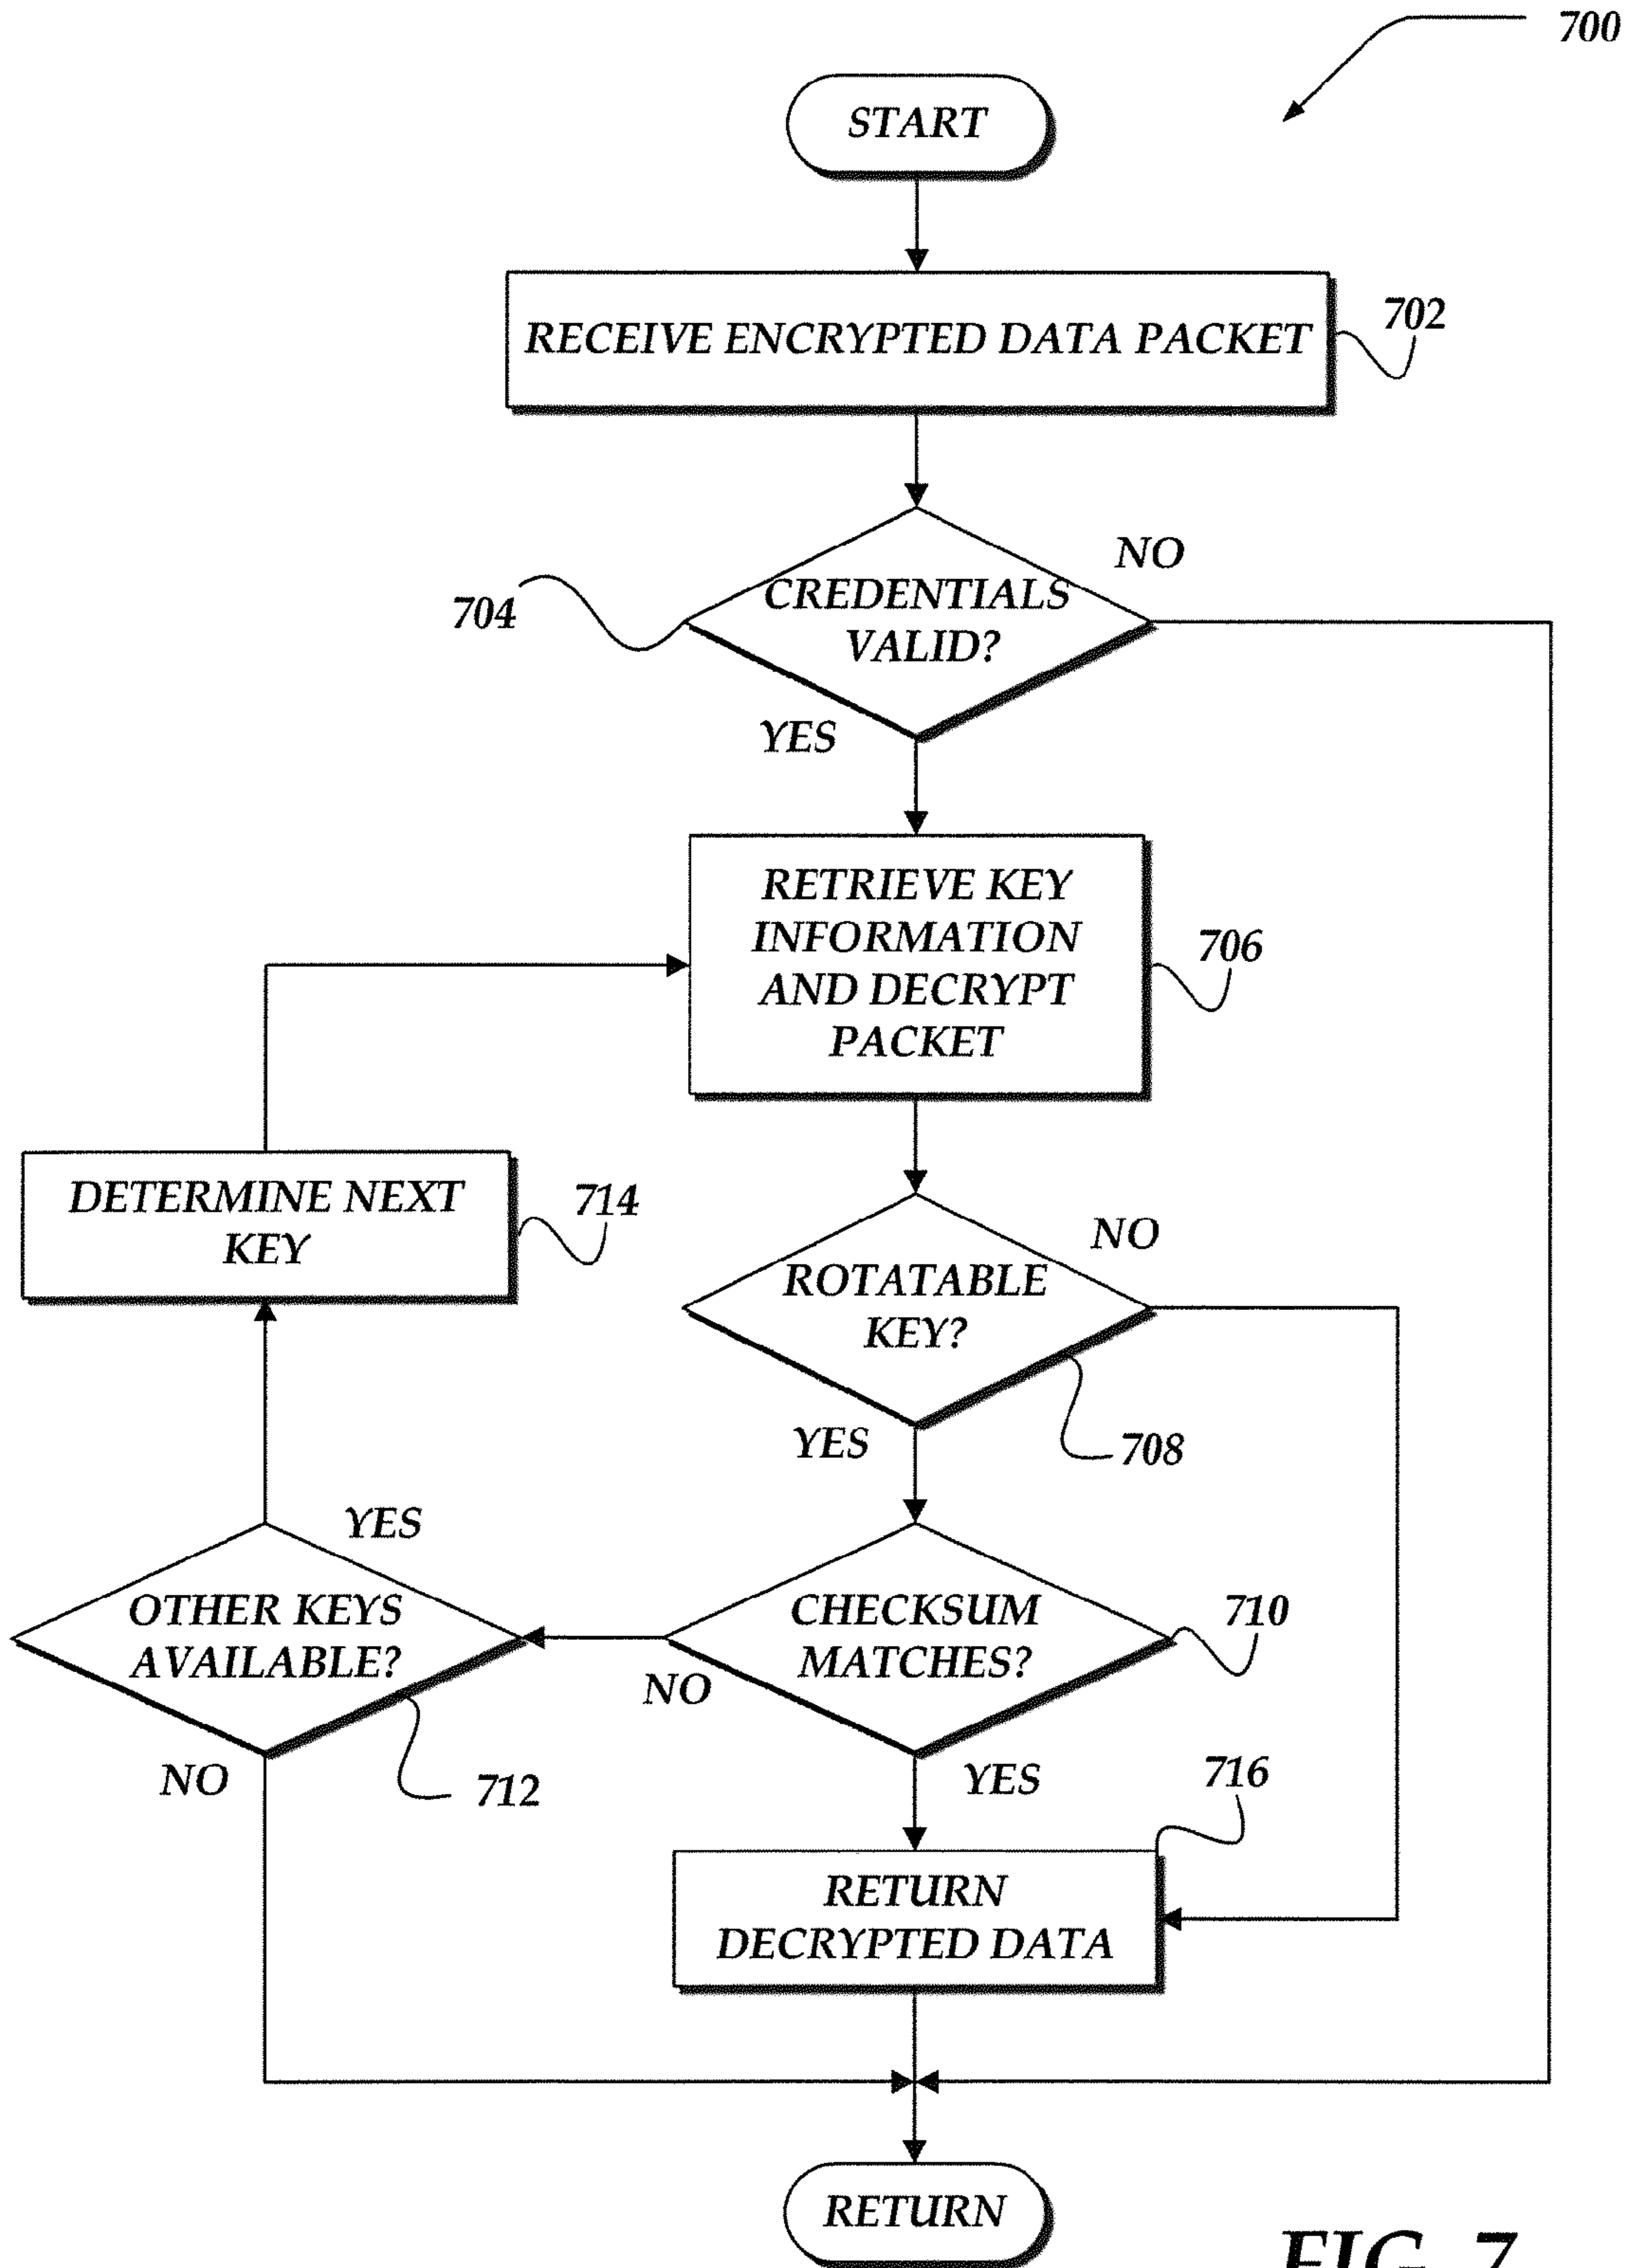 700
START
RECEIVE ENCRYPTED DATA PACKET
702
NO
CREDENTIALS
VALID?
704
YES
RETRIEVE KEY
INFORMATION
AND DECRYPT
PACKET
706
DETERMINE NEXT
KEY
714
NO
ROTATABLE
KEY?
YES
708
YES
OTHER KEYS
AVAILABLE?
CHECKSUM
MATCHES?
710
NO
NO
712
YES
716
RETURN
DECRYPTED DATA
RETURN
FIG. 7